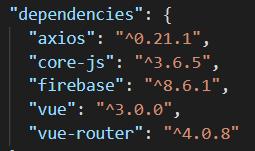 "dependencies": {
"axios": "^0.21.1",
"core-js": "^3.6.5",
"firebase": "^8.6.1",
"vue": "^3.0.0",
"vue-router": "^4.0.8"